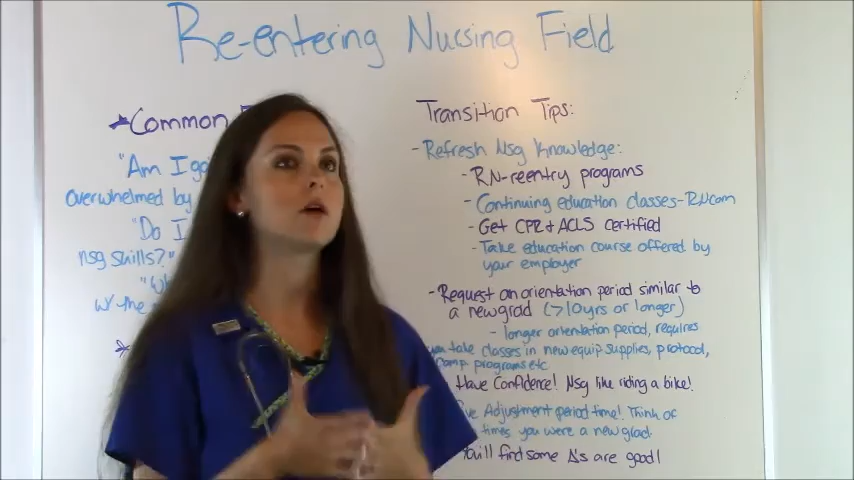 Re-entering Nursing Field
Common
"Am I
overwhelmed by
"Do I
nsg skills?"
w/ the
Transition Tips:
- Refresh Nsg Knowledge:
- RN-reentry programs
- Continuing education classes-RN.com
- Get CPR + ACLS certified
- Take education course offered by
your employer
- Request an orientation period similar to
a new grad (>10yrs or longer)
- longer orientation period, requires
you take classes in new equip supplies, protocol,
comp programs etc
Have Confidence! Nsg like riding a bike!
Adjustment period time! Think of
times you were a new grad.
You'll find some Δ's are good!